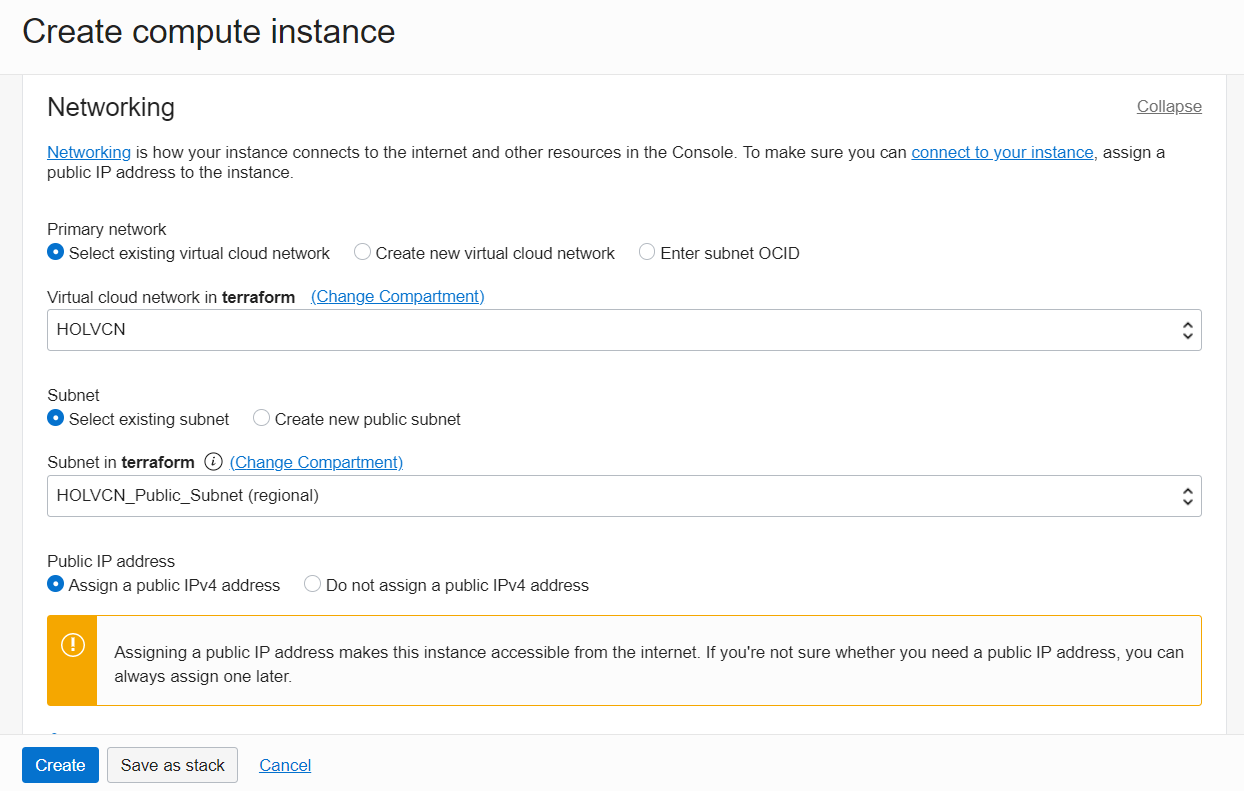 Create compute instance
Networking
Collapse
Networking is how your instance connects to the internet and other resources in the Console. To make sure you can connect to your instance, assign a
public IP address to the instance.
Primary network
Select existing virtual cloud network Create new virtual cloud network Enter subnet OCID
Virtual cloud network in terraform (Change Compartment)
HOLVCN
Subnet
Select existing subnet Create new public subnet
Subnet in terraform (Change Compartment)
HOLVCN_Public_Subnet (regional)
Public IP address
Assign a public IPv4 address Do not assign a public IPv4 address
Assigning a public IP address makes this instance accessible from the internet. If you're not sure whether you need a public IP address, you can
always assign one later.
Create Save as stack Cancel